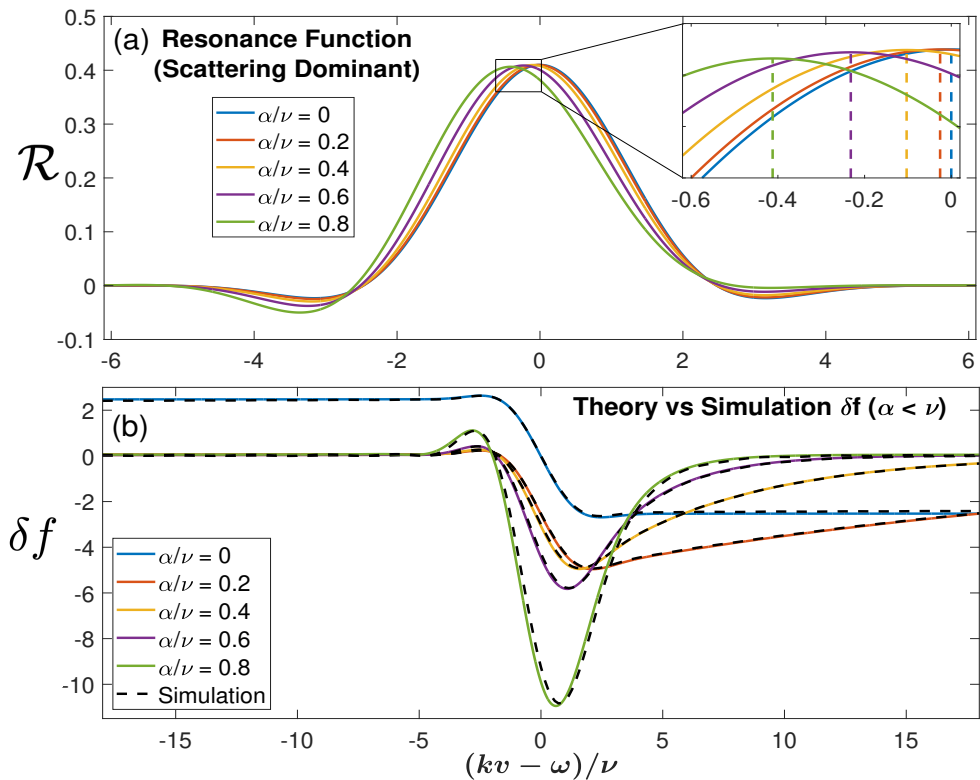 (a)
Resonance Function
(Scattering Dominant)
α/ν = 0
α/ν = 0.2
α/ν = 0.4
α/ν = 0.6
α/ν = 0.8
ℛ
0.5
0.4
0.3
0.2
0.1
0
-0.1
-0.6 -0.4 -0.2 0
-6 -4 -2 0 2 4 6
(b)
Theory vs Simulation δf (α < ν)
δf
2
0
-2
-4
-6
-8
-10
α/ν = 0
α/ν = 0.2
α/ν = 0.4
α/ν = 0.6
α/ν = 0.8
Simulation
-15 -10 -5 0 5 10 15
(kv − ω)/ν